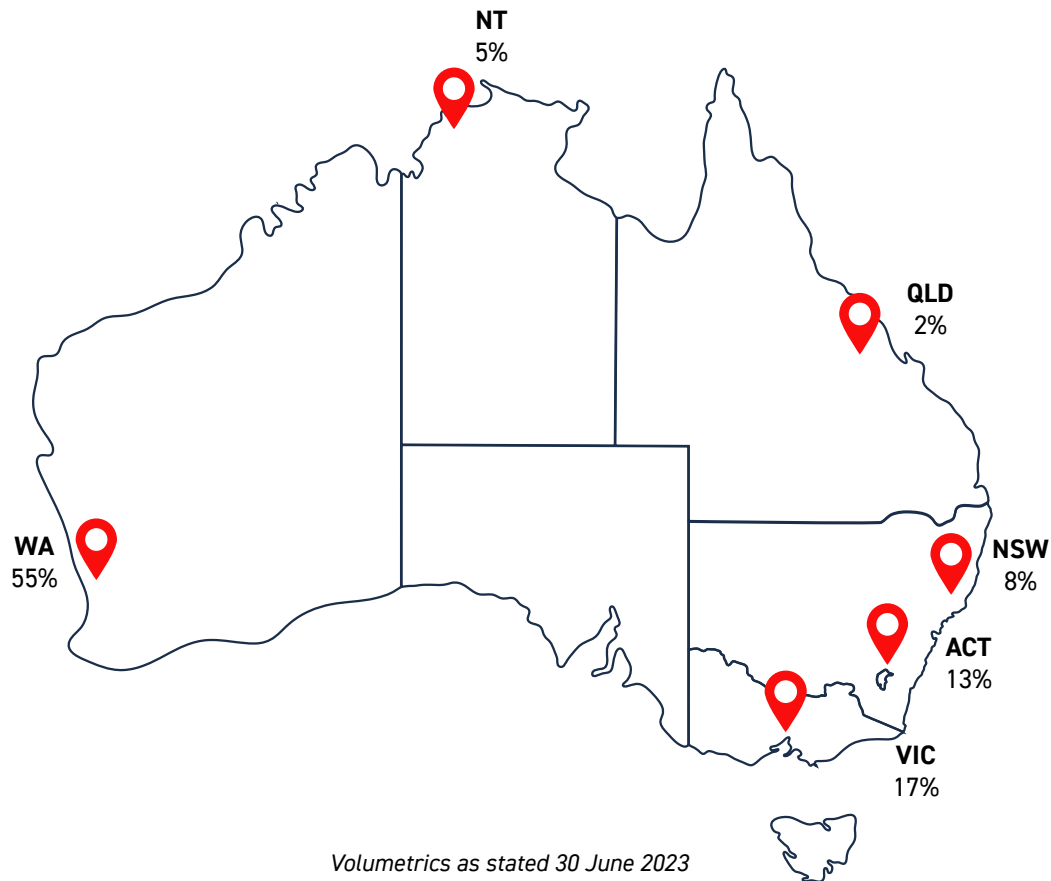 NT
5%
QLD
2%
WA
55%
NSW
8%
ACT
13%
VIC
17%
Volumetrics as stated 30 June 2023